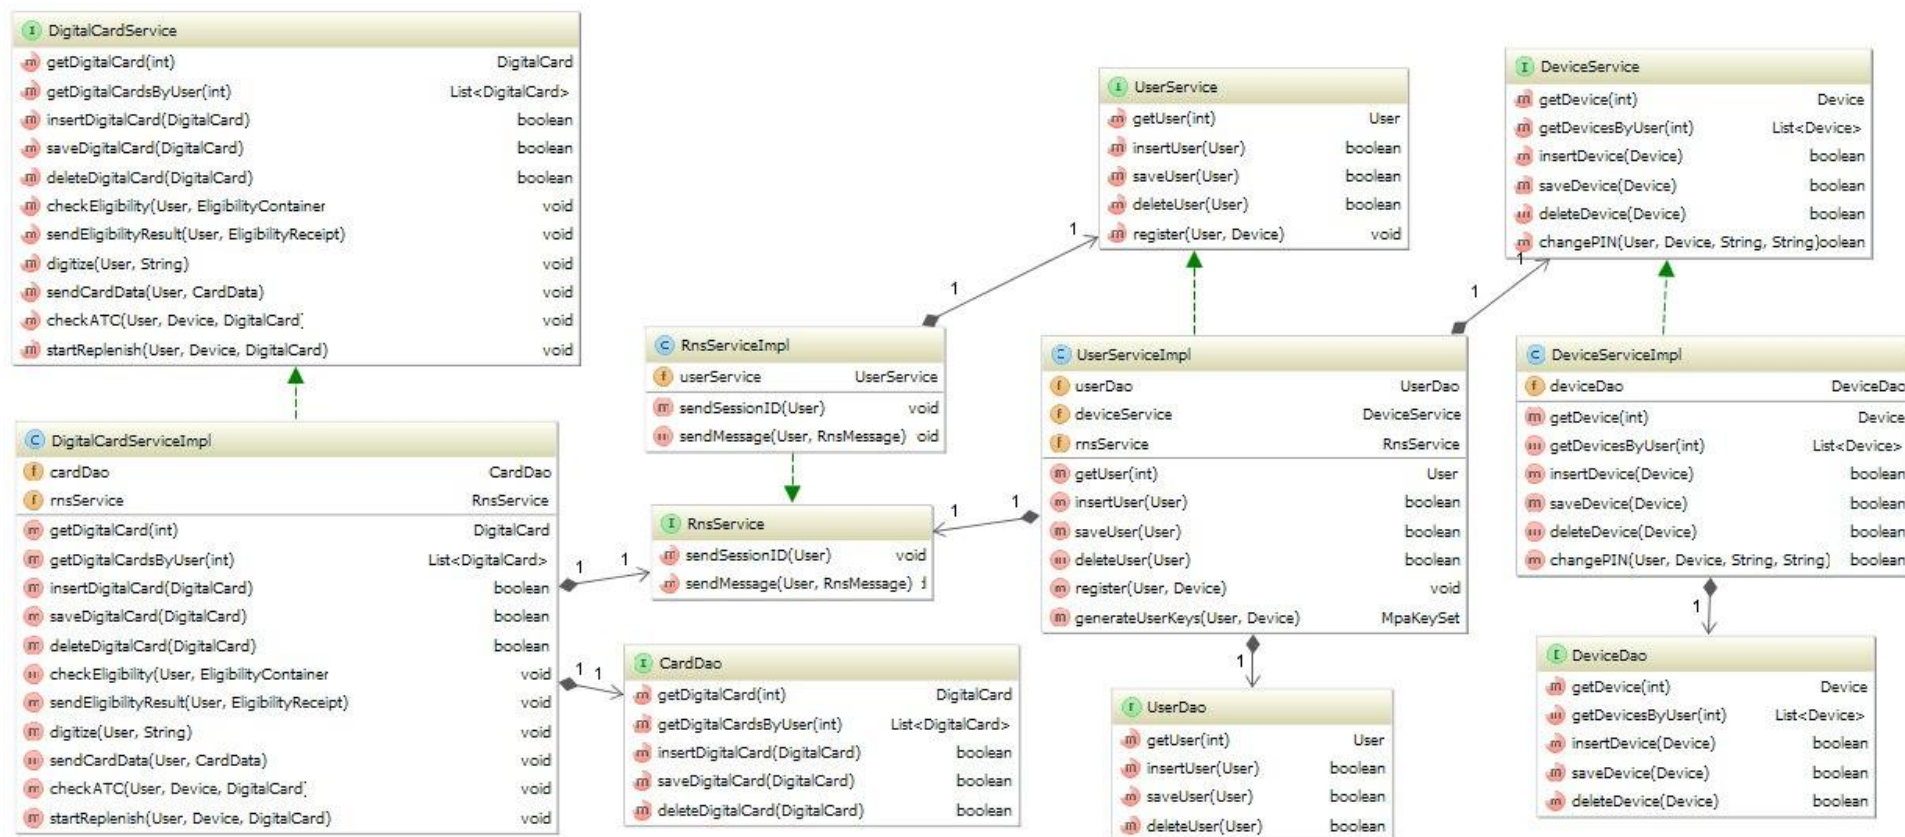 DigitalCardService
getDigitalCard(int) DigitalCard
getDigitalCardsByUser(int) List<DigitalCard>
insertDigitalCard(DigitalCard) boolean
saveDigitalCard(DigitalCard) boolean
deleteDigitalCard(DigitalCard) boolean
checkEligibility(User, EligibilityContainer void
sendEligibilityResult(User, EligibilityReceipt) void
digitize(User, String) void
sendCardData(User, CardData) void
checkATC(User, Device, DigitalCard) void
startReplenish(User, Device, DigitalCard) void
UserService
getUser(int) User
insertUser(User) boolean
saveUser(User) boolean
deleteUser(User) boolean
register(User, Device) void
DeviceService
getDevice(int) Device
getDevicesByUser(int) List<Device>
insertDevice(Device) boolean
saveDevice(Device) boolean
deleteDevice(Device) boolean
changePIN(User, Device, String, String)oolean
1
1
1
1
RnsServiceImpl
userService UserService
sendSessionID(User) void
sendMessage(User, RnsMessage) oid
UserServiceImpl
userDao UserDao
deviceService DeviceService
rnsService RnsService
getUser(int) User
insertUser(User) boolean
saveUser(User) boolean
deleteUser(User) boolean
register(User, Device) void
generateUserKeys(User, Device) MpaKeySet
DeviceServiceImpl
deviceDao DeviceDao
getDevice(int) Device
getDevicesByUser(int) List<Device>
insertDevice(Device) boolean
saveDevice(Device) boolean
deleteDevice(Device) boolean
changePIN(User, Device, String, String) boolean
DigitalCardServiceImpl
cardDao CardDao
rnsService RnsService
getDigitalCard(int) DigitalCard
getDigitalCardsByUser(int) List<DigitalCard>
insertDigitalCard(DigitalCard) boolean
saveDigitalCard(DigitalCard) boolean
deleteDigitalCard(DigitalCard) boolean
checkEligibility(User, EligibilityContainer void
sendEligibilityResult(User, EligibilityReceipt) void
digitize(User, String) void
sendCardData(User, CardData) void
checkATC(User, Device, DigitalCard) void
startReplenish(User, Device, DigitalCard) void
RnsService
sendSessionID(User) void
sendMessage(User, RnsMessage)
1
1
1
1
1
1
1
1
CardDao
getDigitalCard(int) DigitalCard
getDigitalCardsByUser(int) List<DigitalCard>
insertDigitalCard(DigitalCard) boolean
saveDigitalCard(DigitalCard) boolean
deleteDigitalCard(DigitalCard) boolean
UserDao
getUser(int) User
insertUser(User) boolean
saveUser(User) boolean
deleteUser(User) boolean
DeviceDao
getDevice(int) Device
getDevicesByUser(int) List<Device>
insertDevice(Device) boolean
saveDevice(Device) boolean
deleteDevice(Device) boolean